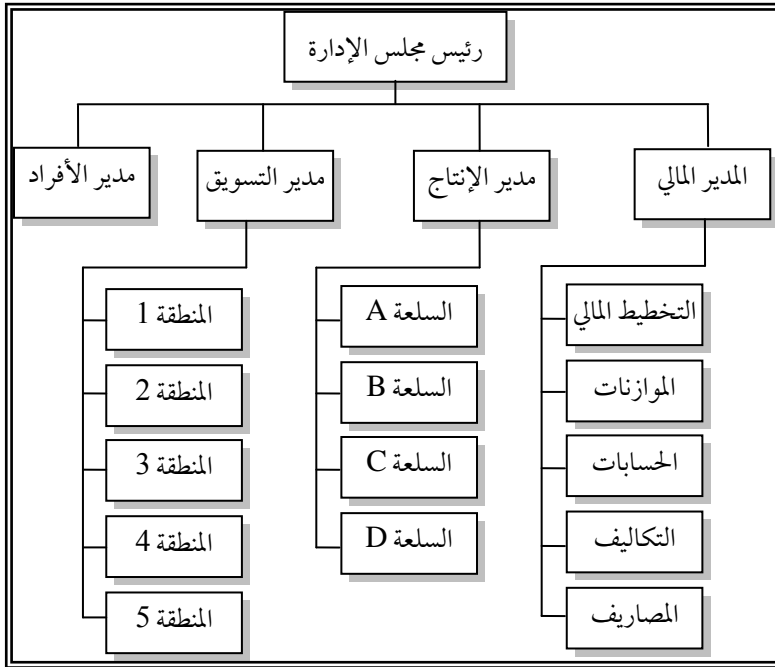 رئيس مجلس الإدارة
المدير المالي
مدير الإنتاج
مدير التسويق
مدير الأفراد
التخطيط المالي
الموازنات
الحسابات
التكاليف
المصاريف
السلعة A
السلعة B
السلعة C
السلعة D
المنطقة 1
المنطقة 2
المنطقة 3
المنطقة 4
المنطقة 5